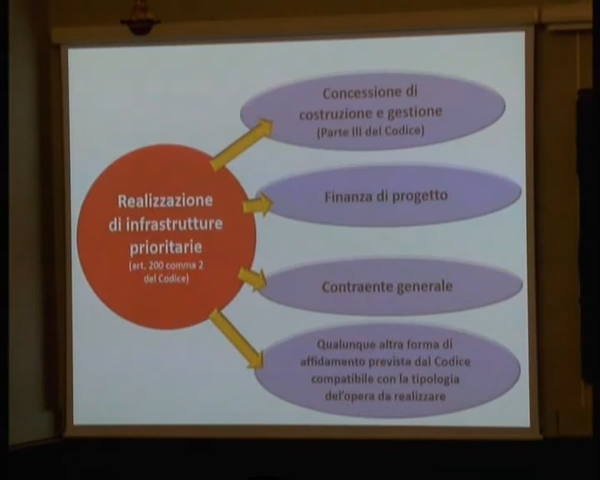 Realizzazione
di infrastrutture
prioritarie
(art. 200 comma 2
del Codice)
Concessione di
costruzione e gestione
(Parte III del Codice)
Finanza di progetto
Contraente generale
Qualunque altra forma di
affidamento prevista dal Codice
compatibile con la tipologia
del'opera da realizzare